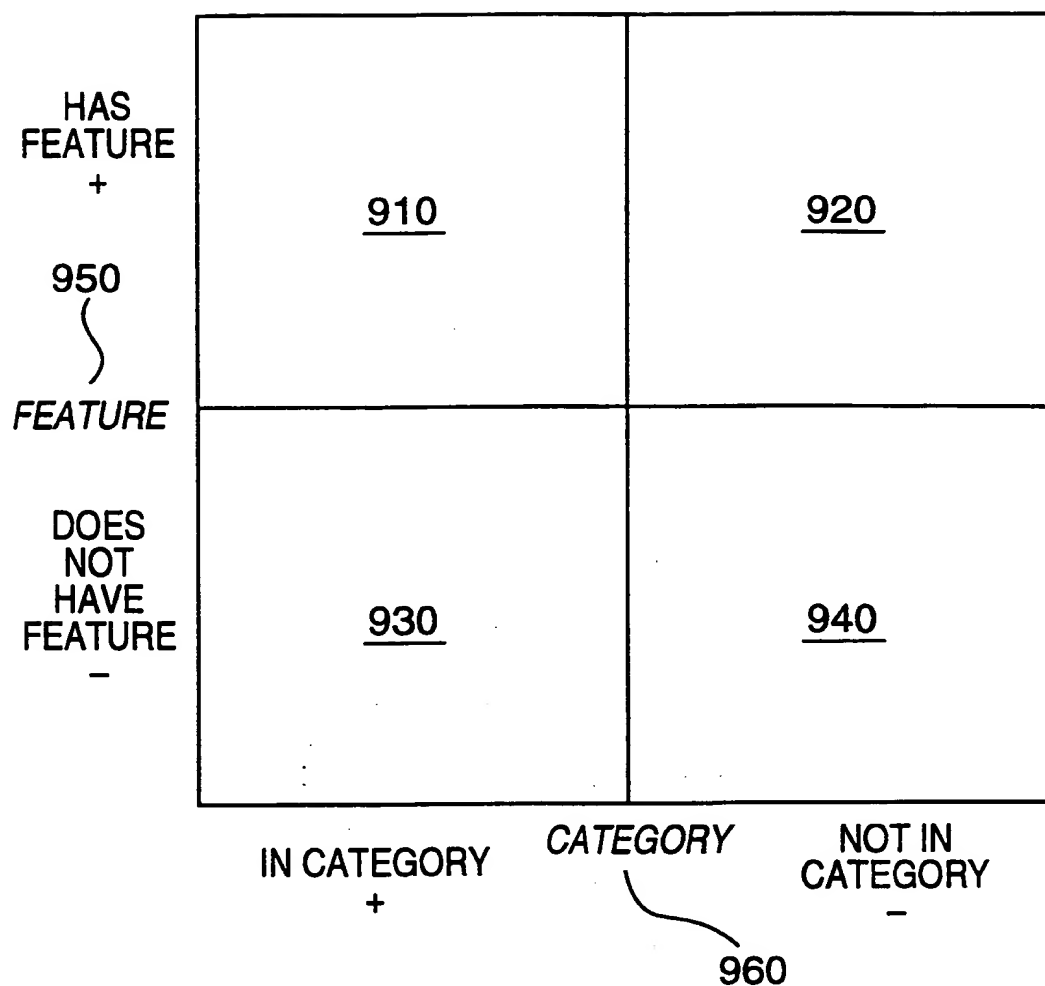 HAS
FEATURE
+
910
920
950
FEATURE
DOES
NOT
HAVE
FEATURE
–
930
940
IN CATEGORY
+
CATEGORY
NOT IN
CATEGORY
–
960